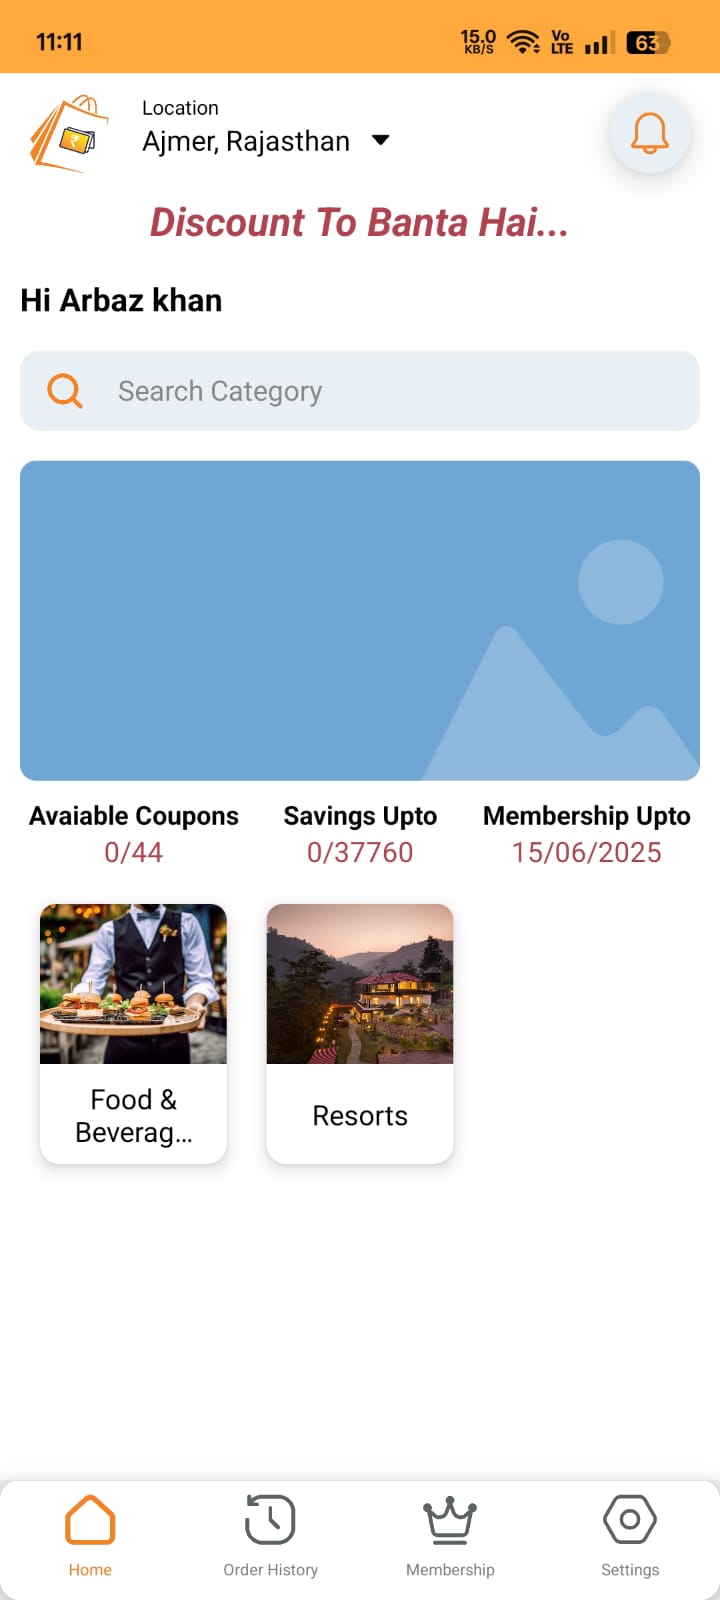 11:11
15.0
KB/S
Vo
LTE
63
Location
Ajmer, Rajasthan
Discount To Banta Hai...
Hi Arbaz khan
Search Category
Avaiable Coupons
0/44
Savings Upto
0/37760
Membership Upto
15/06/2025
Food &
Beverag...
Resorts
Home
Order History
Membership
Settings